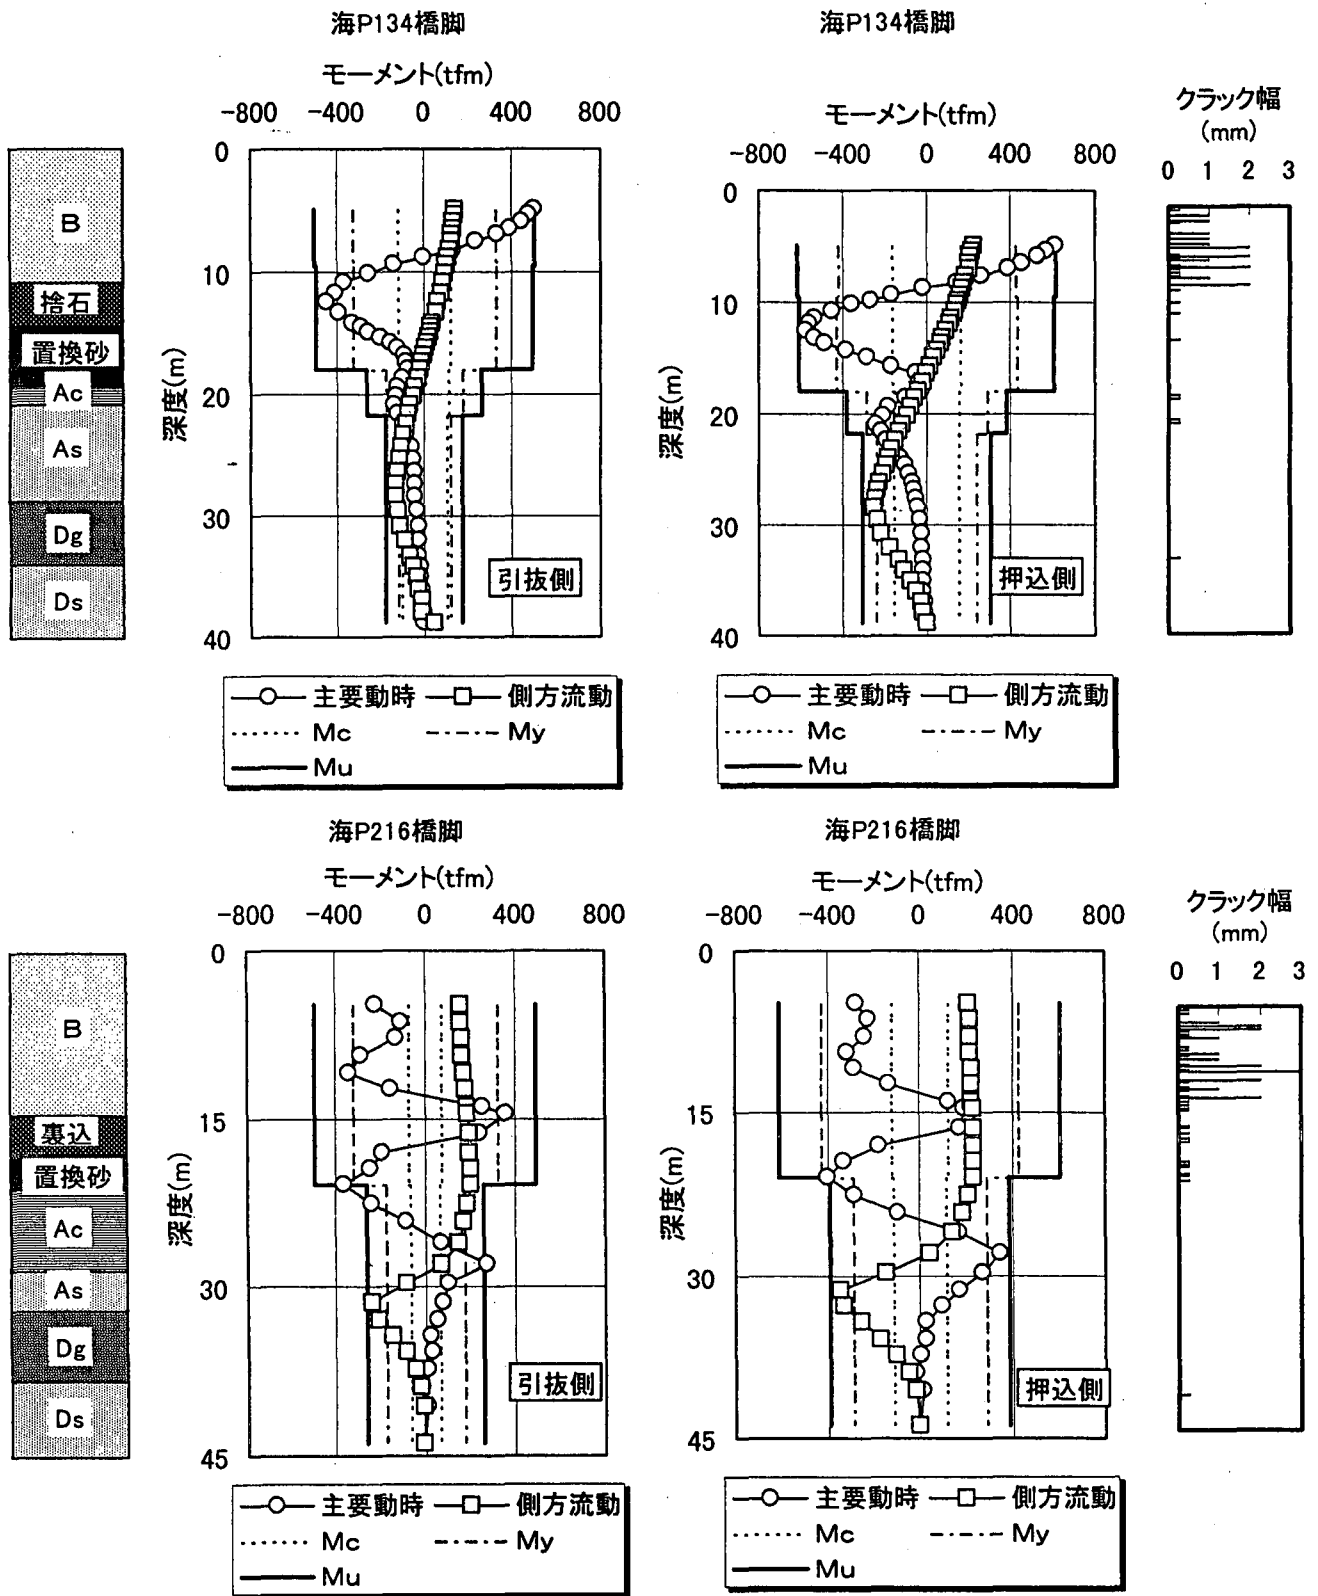 海P134橋脚
モーメント(tfm)
-800 -400 0 400 800
0
10
20
30
40
深度(m)
引抜側
B
捨石
置換砂
Ac
As
Dg
Ds
主要動時 側方流動
Mc My
Mu
海P134橋脚
モーメント(tfm)
-800 -400 0 400 800
0
10
20
30
40
深度(m)
押込側
主要動時 側方流動
Mc My
Mu
クラック幅
(mm)
0 1 2 3
海P216橋脚
モーメント(tfm)
-800 -400 0 400 800
0
15
30
45
深度(m)
引抜側
B
裏込
置換砂
Ac
As
Dg
Ds
主要動時 側方流動
Mc My
Mu
海P216橋脚
モーメント(tfm)
-800 -400 0 400 800
0
15
30
45
深度(m)
押込側
主要動時 側方流動
Mc My
Mu
クラック幅
(mm)
0 1 2 3